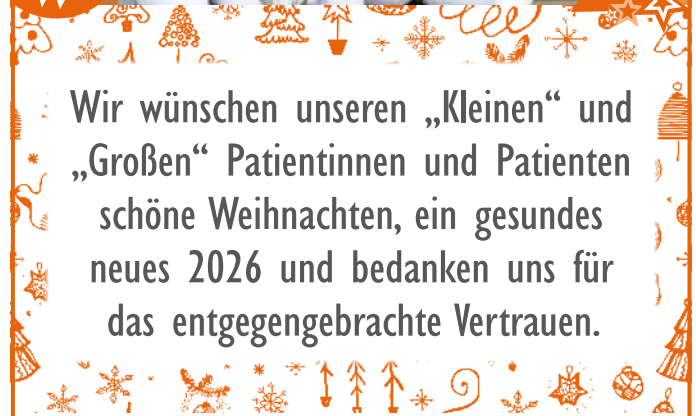 Wir wünschen unseren „Kleinen“ und
„Großen“ Patientinnen und Patienten
schöne Weihnachten, ein gesundes
neues 2026 und bedanken uns für
das entgegengebrachte Vertrauen.